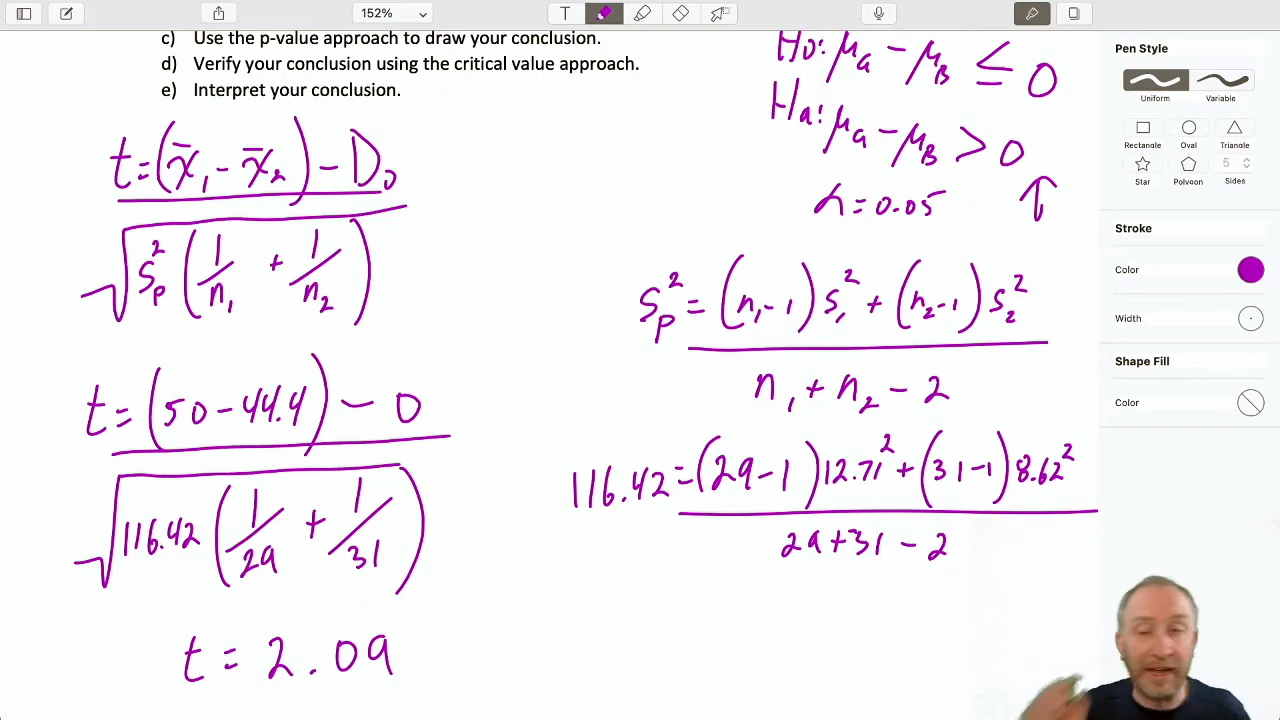 152%
T
c) Use the p-value approach to draw your conclusion.
d) Verify your conclusion using the critical value approach.
e) Interpret your conclusion.
H0: μa - μB ≤ 0
Ha: μa - μB > 0
α = 0.05 ↑
t = (x̄₁ - x̄₂) - D₀
√ Sp² (1/n₁ + 1/n₂)
Sp² = (n₁-1) S₁² + (n₂-1) S₂²
n₁ + n₂ - 2
t = (50 - 44.4) - 0
√ 116.42 (1/29 + 1/31)
116.42 = (29-1) 12.71² + (31-1) 8.62²
29 + 31 - 2
t = 2.09
Pen Style
Uniform Variable
Rectangle Oval Triangle
Star Polygon 5 Sides
Stroke
Color
Width
Shape Fill
Color